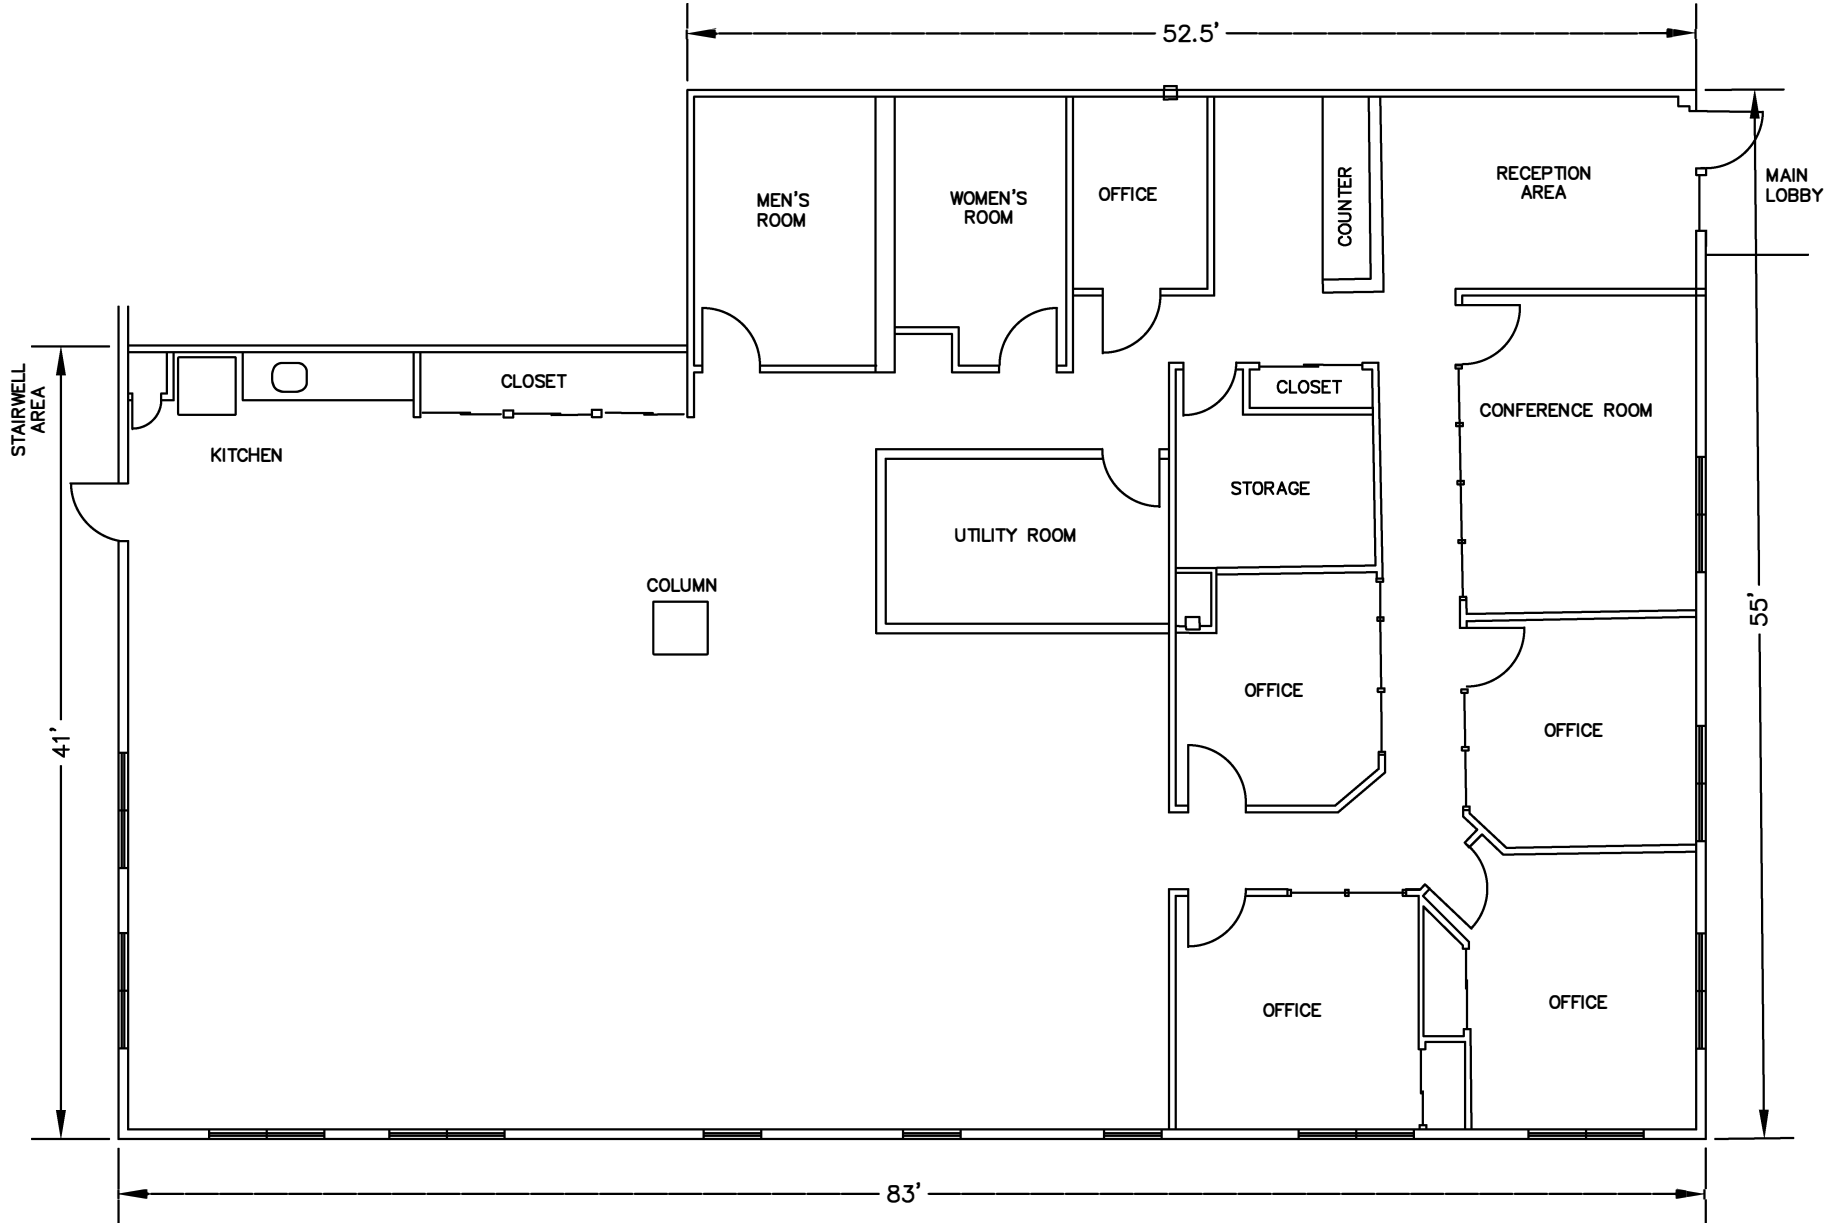 52.5'
MEN'S
ROOM
WOMEN'S
ROOM
OFFICE
COUNTER
RECEPTION
AREA
MAIN
LOBBY
STAIRWELL
AREA
CLOSET
CLOSET
CONFERENCE ROOM
KITCHEN
STORAGE
UTILITY ROOM
COLUMN
55'
OFFICE
OFFICE
41'
OFFICE
OFFICE
83'